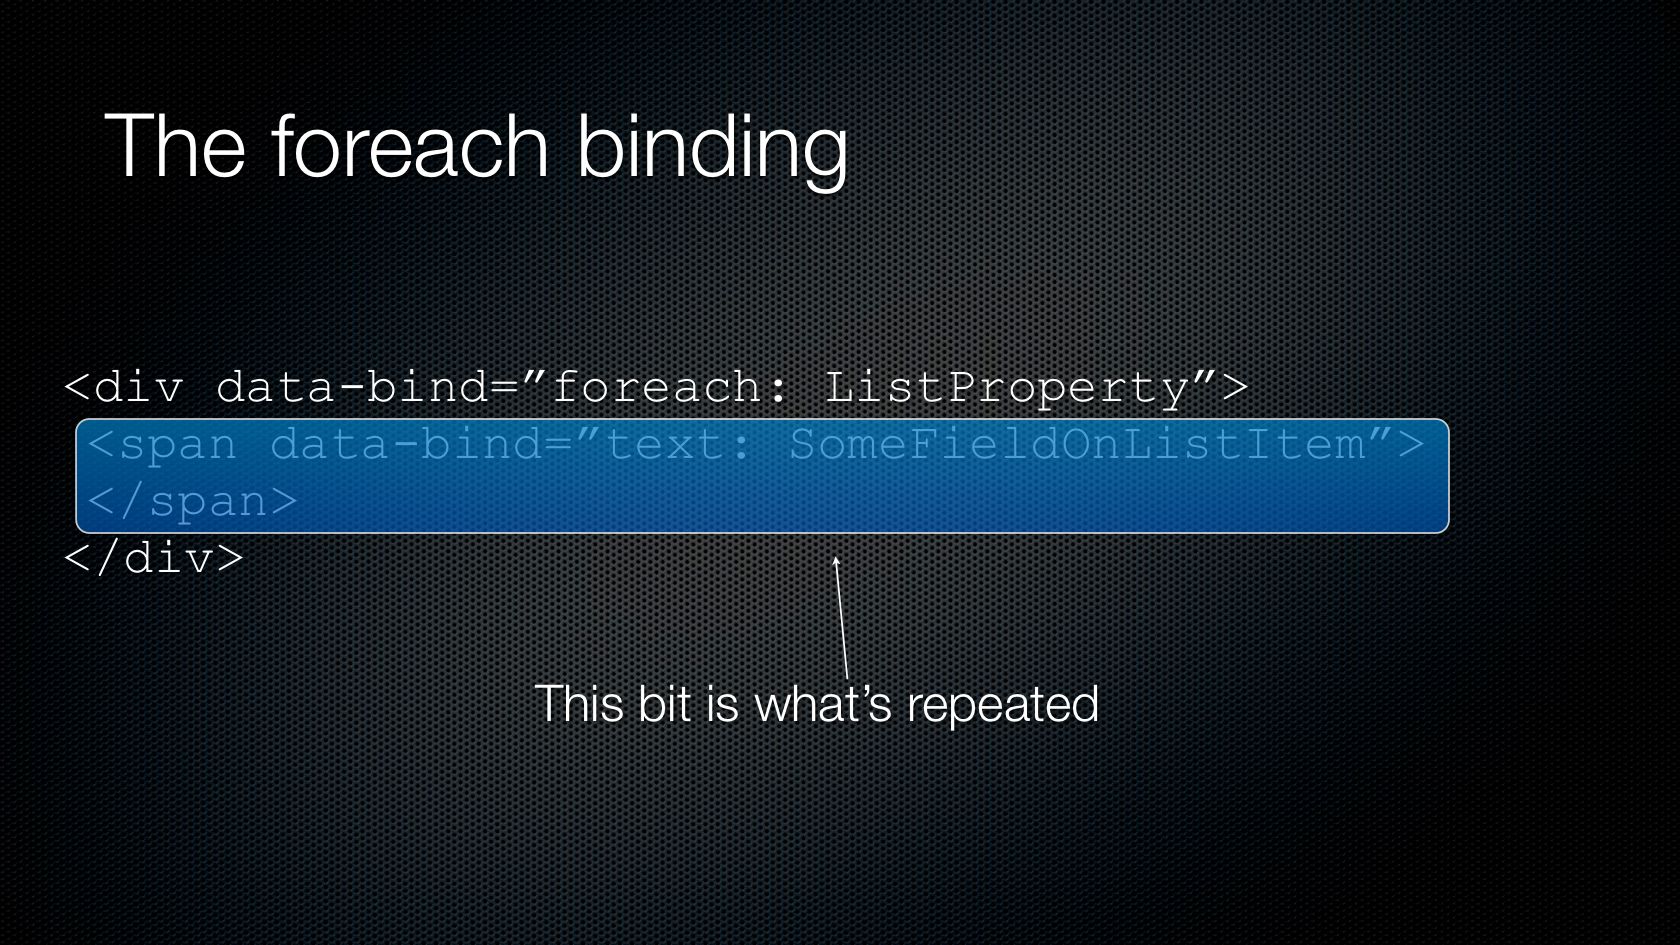 The foreach binding
<div data-bind=”foreach: ListProperty”>
<span data-bind=”text: SomeFieldOnListItem”>
</span>
</div>
This bit is what’s repeated